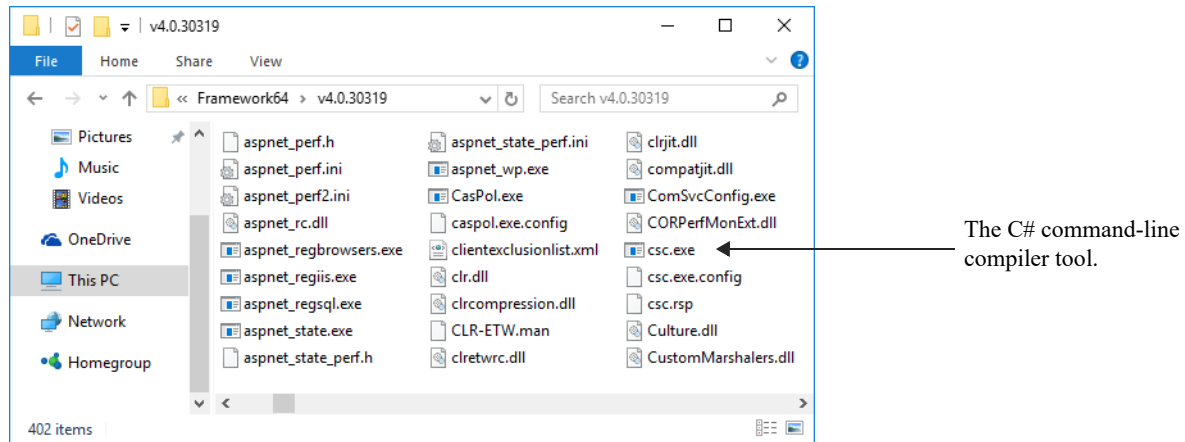 v4.0.30319
File Home Share View
« Framework64 > v4.0.30319
Search v4.0.30319
Pictures
Music
Videos
OneDrive
This PC
Network
Homegroup
aspnet_perf.h
aspnet_perf.ini
aspnet_perf2.ini
aspnet_rc.dll
aspnet_regbrowsers.exe
aspnet_regiis.exe
aspnet_regsql.exe
aspnet_state.exe
aspnet_state_perf.h
aspnet_state_perf.ini
aspnet_wp.exe
CasPol.exe
caspol.exe.config
clientexclusionlist.xml
clr.dll
clrcompression.dll
CLR-ETW.man
clretwrc.dll
clrjit.dll
compatjit.dll
ComSvcConfig.exe
CORPerfMonExt.dll
csc.exe
csc.exe.config
csc.rsp
Culture.dll
CustomMarshalers.dll
402 items
The C# command-line
compiler tool.